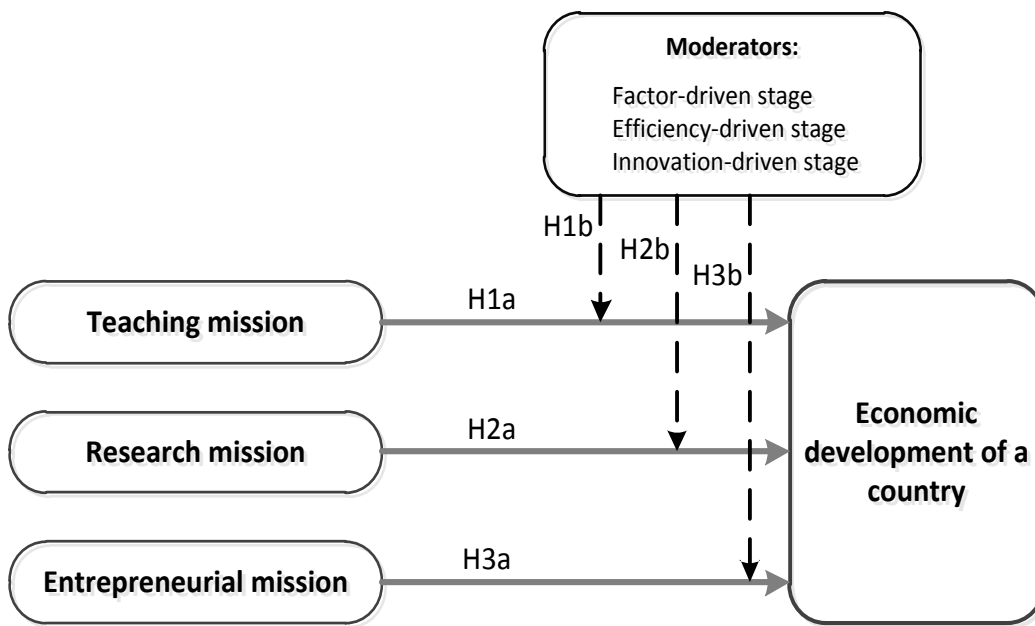 Moderators:
Factor-driven stage
Efficiency-driven stage
Innovation-driven stage
H1b
H2b
H3b
Teaching mission
H1a
Research mission
H2a
Entrepreneurial mission
H3a
Economic
development of a
country